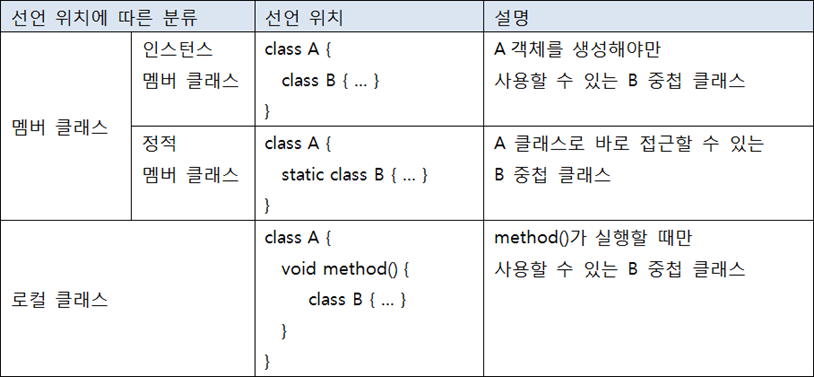 선언 위치에 따른 분류
선언 위치
설명
멤버 클래스
인스턴스
멤버 클래스
class A {
class B { ... }
}
A 객체를 생성해야만
사용할 수 있는 B 중첩 클래스
정적
멤버 클래스
class A {
static class B { ... }
}
A 클래스로 바로 접근할 수 있는
B 중첩 클래스
로컬 클래스
class A {
void method() {
class B { ... }
}
}
method()가 실행할 때만
사용할 수 있는 B 중첩 클래스